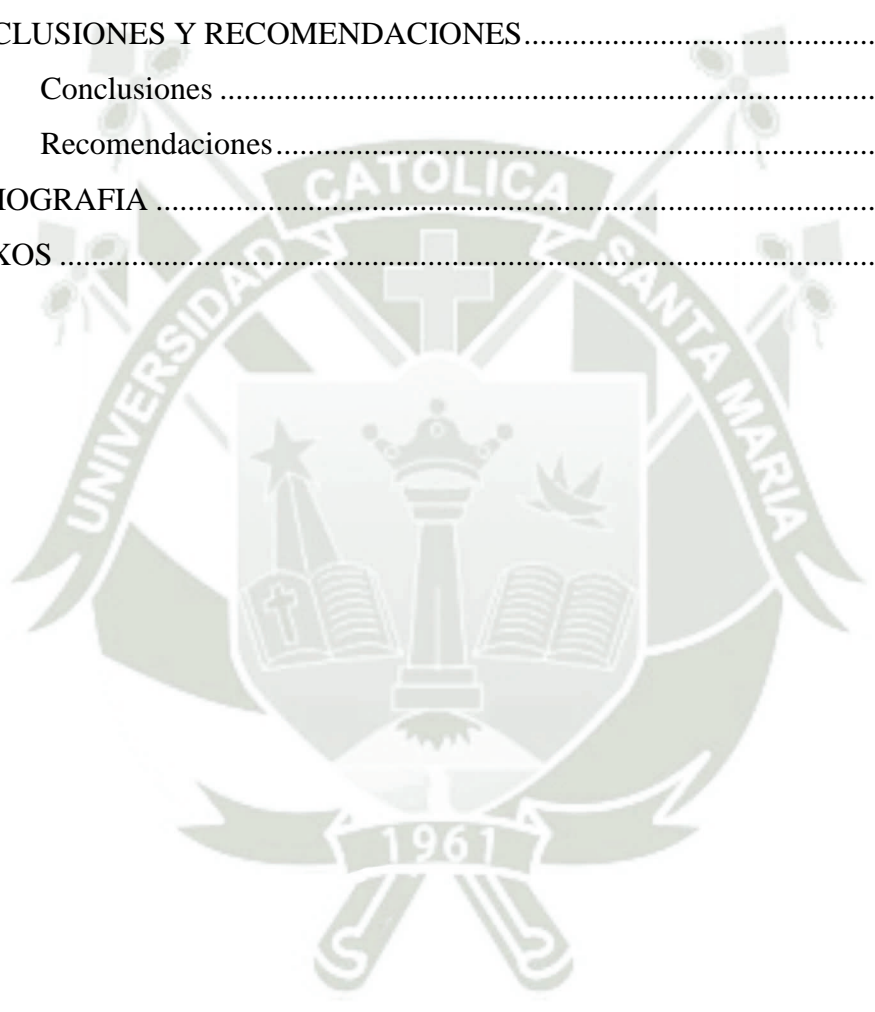 CLUSIONES Y RECOMENDACIONES........................................
Conclusiones ........................................................................
Recomendaciones..................................................................
IOGRAFIA ...............................................................................
XOS ........................................................................................
UNIVERSIDAD CATOLICA SANTA MARIA
1961